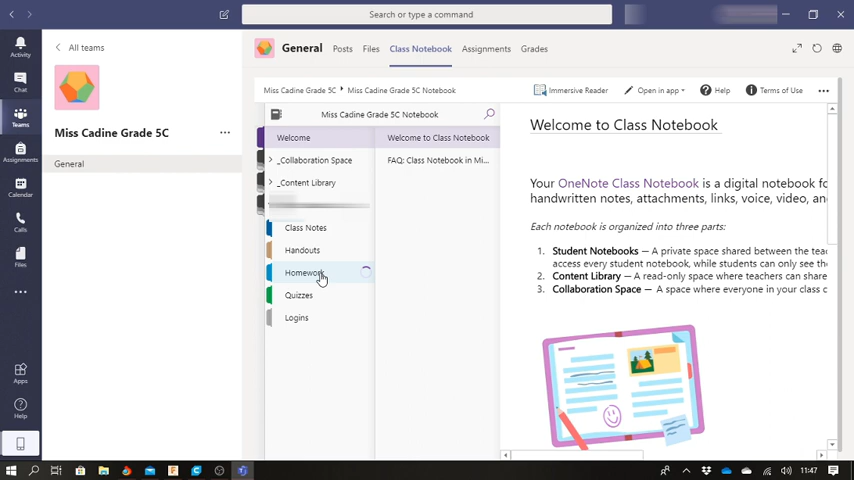 Search or type a command
Activity
Chat
Teams
Assignments
Calendar
Calls
Files
Apps
Help
All teams
Miss Cadine Grade 5C
General
General Posts Files Class Notebook Assignments Grades
Miss Cadine Grade 5C Miss Cadine Grade 5C Notebook Immersive Reader Open in app Help Terms of Use
Miss Cadine Grade 5C Notebook
Welcome
_Collaboration Space
_Content Library
Class Notes
Handouts
Homework
Quizzes
Logins
Welcome to Class Notebook
FAQ: Class Notebook in Mi...
Welcome to Class Notebook
Your OneNote Class Notebook is a digital notebook fo
handwritten notes, attachments, links, voice, video, an
Each notebook is organized into three parts:
1. Student Notebooks — A private space shared between the tea
access every student notebook, while students can only see the
2. Content Library — A read-only space where teachers can share
3. Collaboration Space — A space where everyone in your class c
11:47